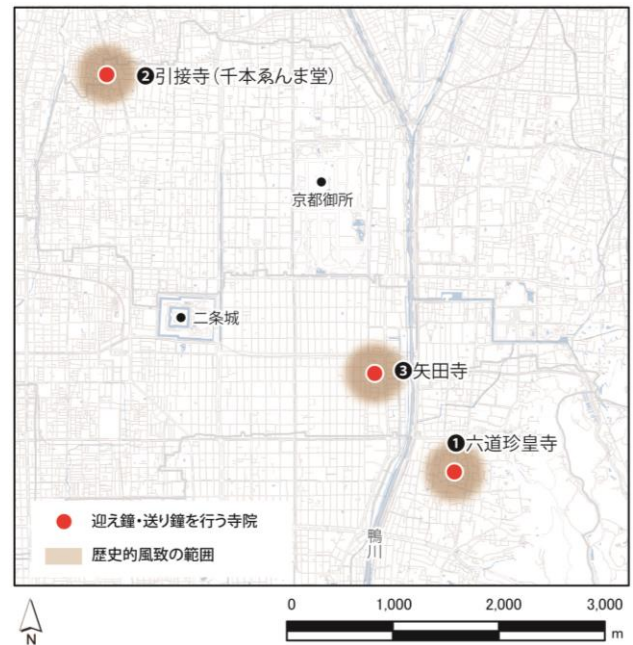 ❷引接寺(千本ゑんま堂)
京都御所
二条城
❸矢田寺
❶六道珍皇寺
鴨川
迎え鐘・送り鐘を行う寺院
歴史的風致の範囲
N
0 1,000 2,000 3,000
m